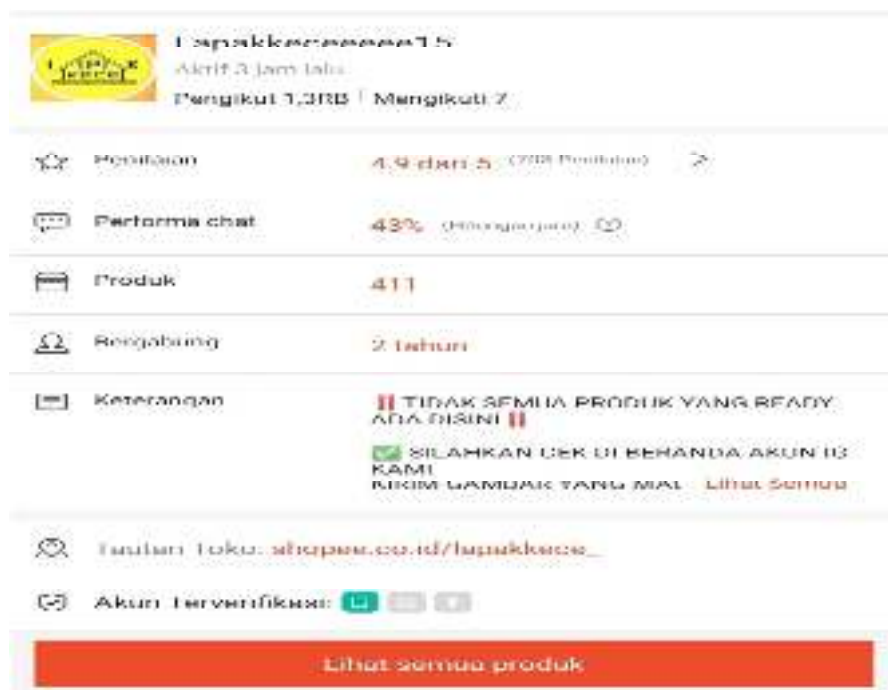 Aktif 3 jam lalu
Pengikut 1,3RB | Mengikuti 7
Penilaian
4.9 dari 5
Performa chat
43%
Produk
411
Bergabung
2 tahun
Keterangan
‼️ TIDAK SEMUA PRODUK YANG READY
ADA DISINI ‼️
✅ SILAHKAN CEK DI BERANDA AKUN IG
KAMI
KIRIM GAMBAR YANG MAU Lihat Semua
Tautan Toko: shopee.co.id/lapakkece_
Akun Terverifikasi:
Lihat semua produk